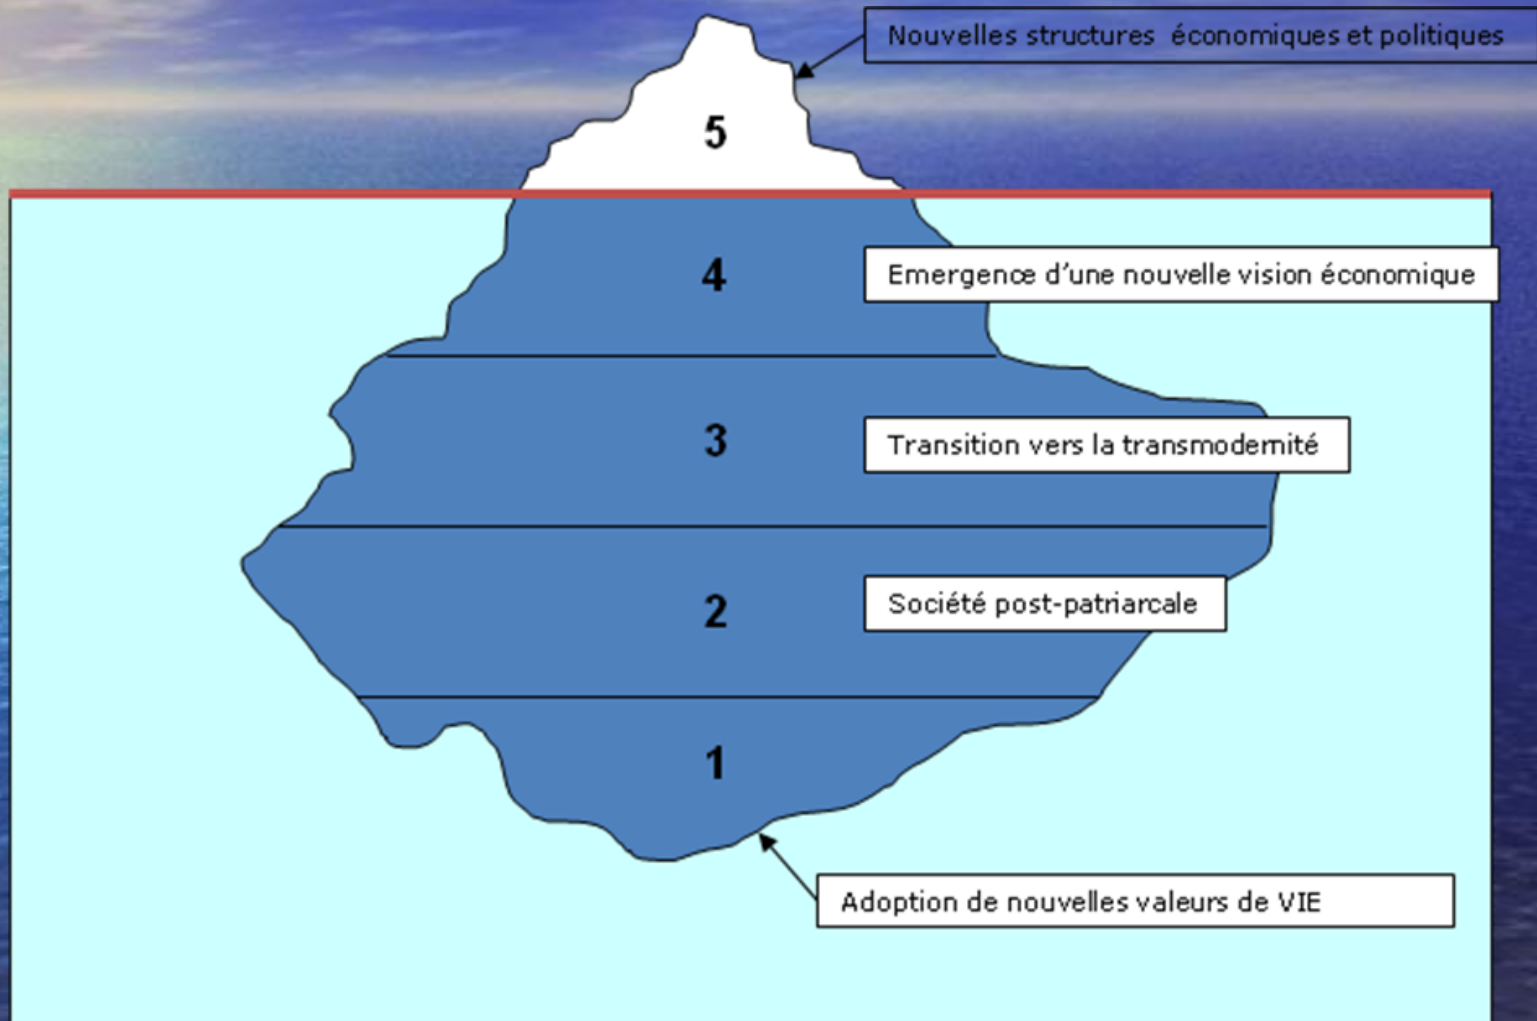 Nouvelles structures économiques et politiques
5
4
Emergence d'une nouvelle vision économique
3
Transition vers la transmodernité
2
Société post-patriarcale
1
Adoption de nouvelles valeurs de VIE